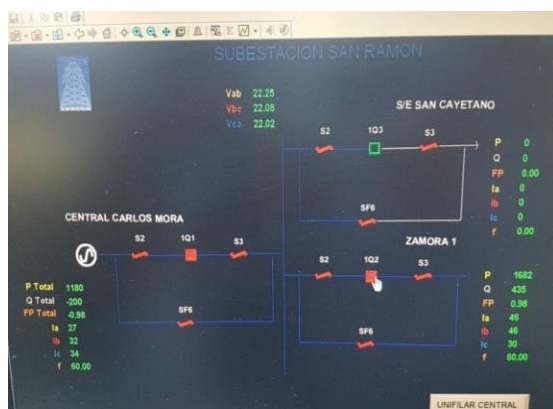 SUBESTACION SAN RAMON
Vab 22.25
Vbc 22.08
Vca 22.02
S/E SAN CAYETANO
S2 1Q3 S3
SF6
P 0
Q 0
FP 0.00
Ia 0
Ib 0
Ic 0
f 0.00
CENTRAL CARLOS MORA
S2 1Q1 S3
SF6
P Total 1180
Q Total -200
FP Total -0.98
Ia 27
Ib 32
Ic 34
f 60.00
ZAMORA 1
S2 1Q2 S3
SF6
P 1682
Q 435
FP 0.98
Ia 46
Ib 46
Ic 30
f 60.00
UNIFILAR CENTRAL